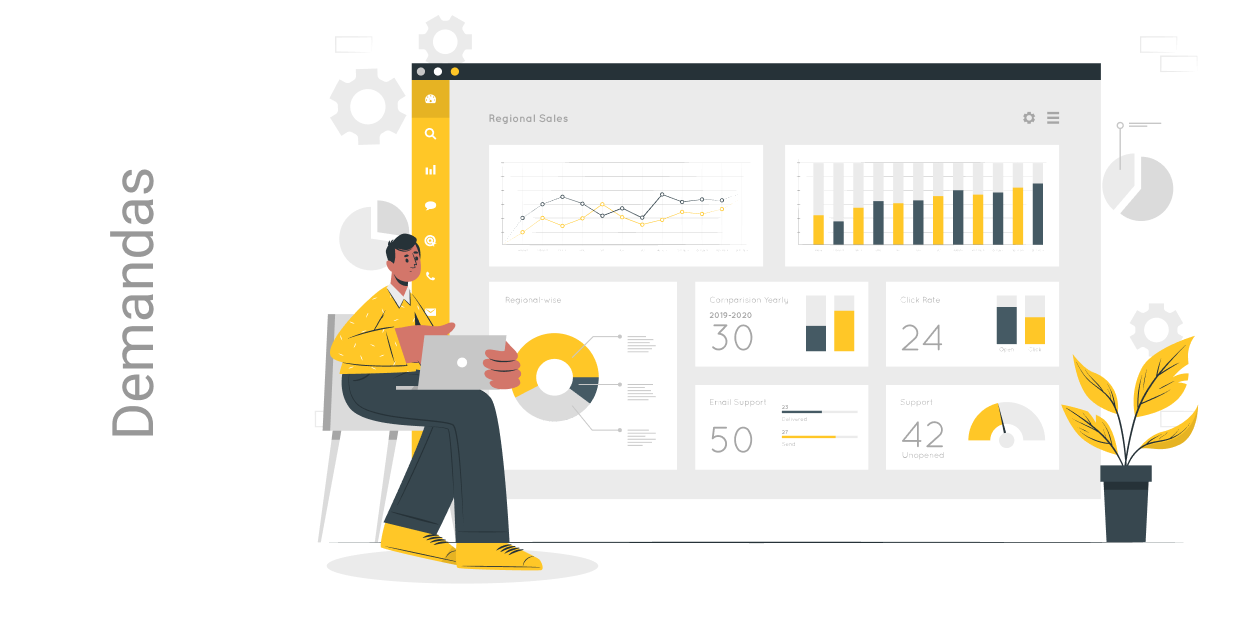 Demandas
Regional Sales
Regional-wise
Comparision Yearly
2019-2020
30
Click Rate
24
Open
Click
Email Support
50
23
Delivered
27
Send
Support
42
Unopened